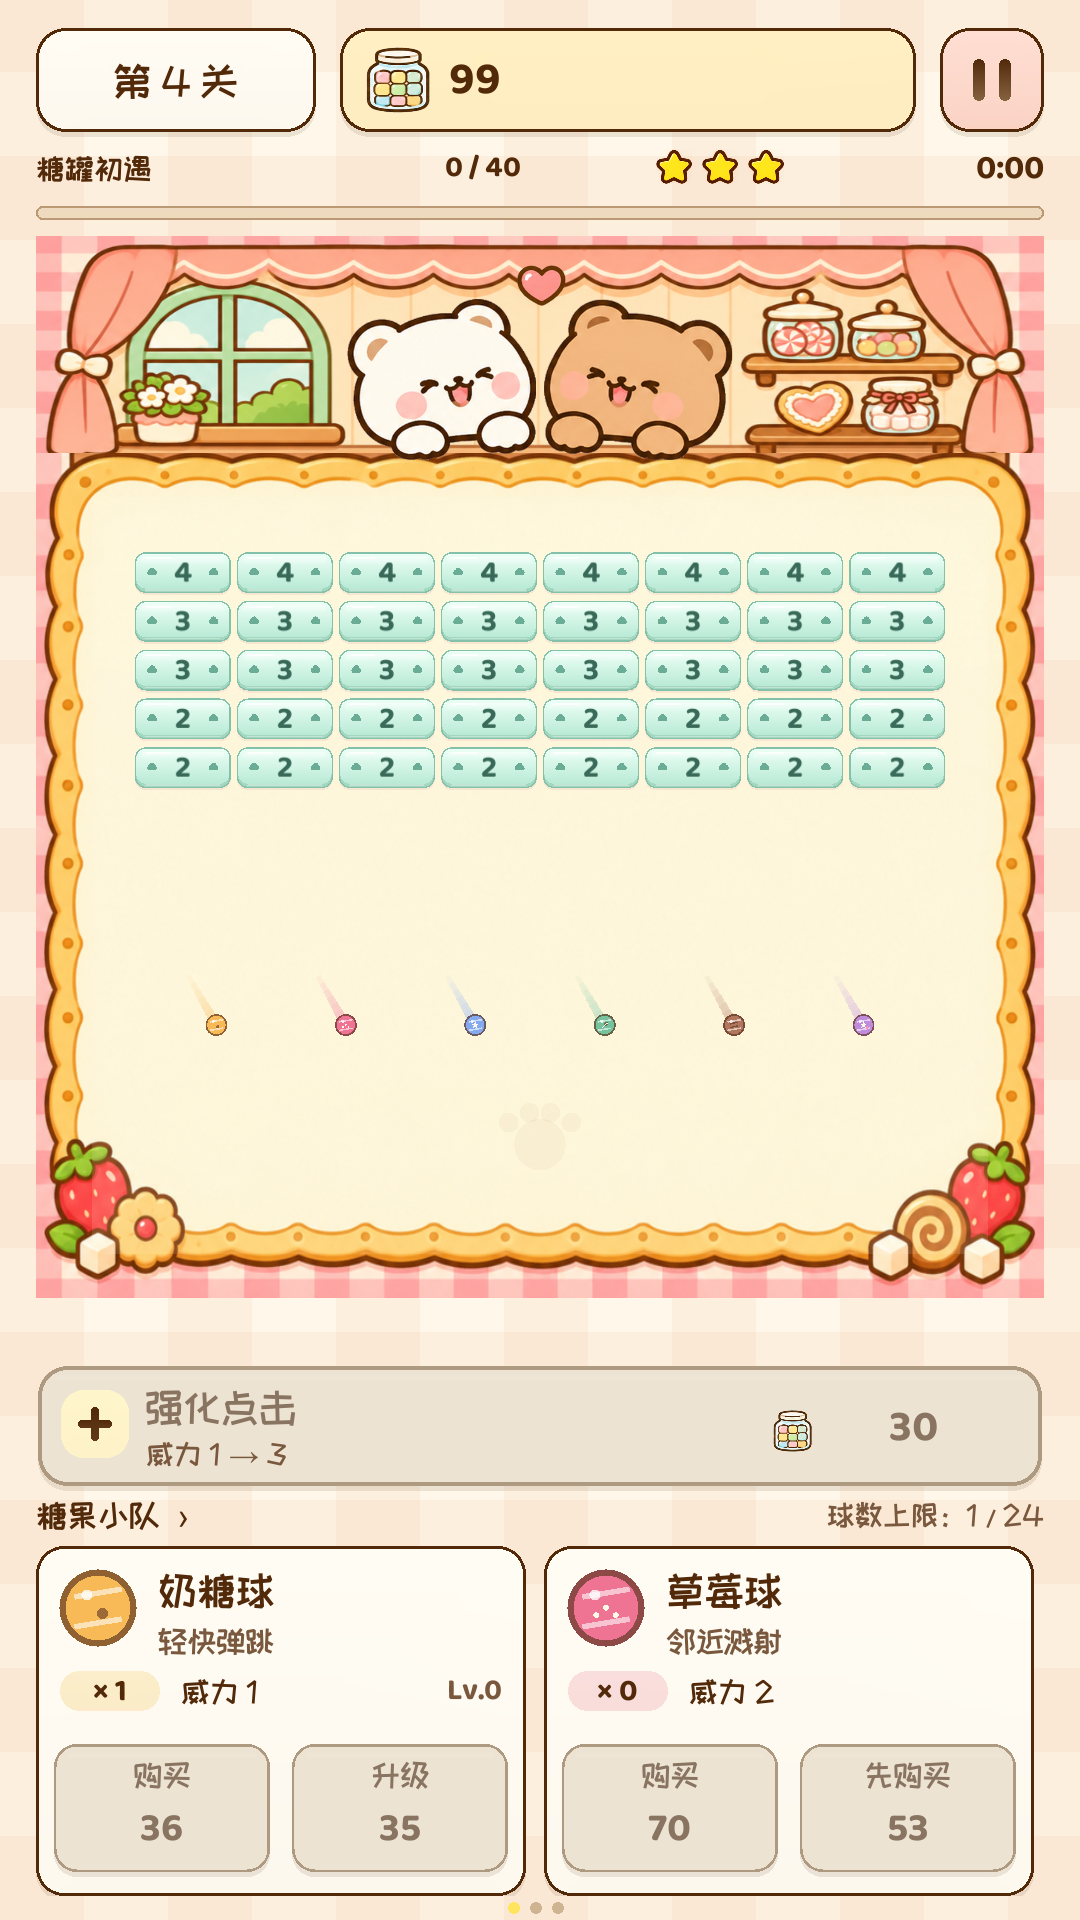 第4关
99
糖罐初遇
0 / 40
0:00
4 4 4 4 4 4 4 4
3 3 3 3 3 3 3 3
3 3 3 3 3 3 3 3
2 2 2 2 2 2 2 2
2 2 2 2 2 2 2 2
强化点击
威力 1 → 3
30
糖果小队 ›
球数上限: 1 / 24
奶糖球
轻快弹跳
×1
威力 1
Lv.0
购买
36
升级
35
草莓球
邻近溅射
×0
威力 2
购买
70
先购买
53